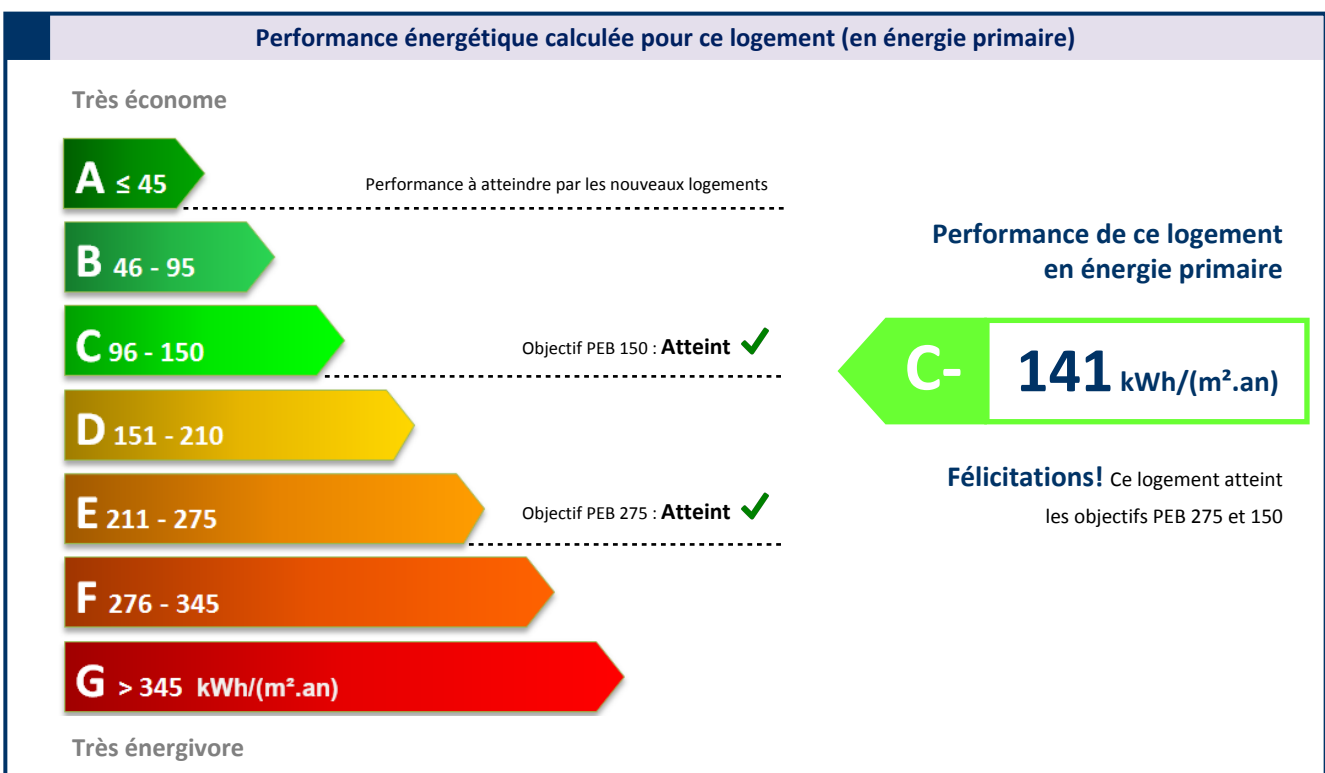 Performance énergétique calculée pour ce logement (en énergie primaire)
Très économe
A ≤ 45
Performance à atteindre par les nouveaux logements
B 46 - 95
C 96 - 150
Objectif PEB 150 : Atteint
D 151 - 210
E 211 - 275
Objectif PEB 275 : Atteint
F 276 - 345
G > 345 kWh/(m².an)
Très énergivore
Performance de ce logement
en énergie primaire
C- 141 kWh/(m².an)
Félicitations! Ce logement atteint
les objectifs PEB 275 et 150